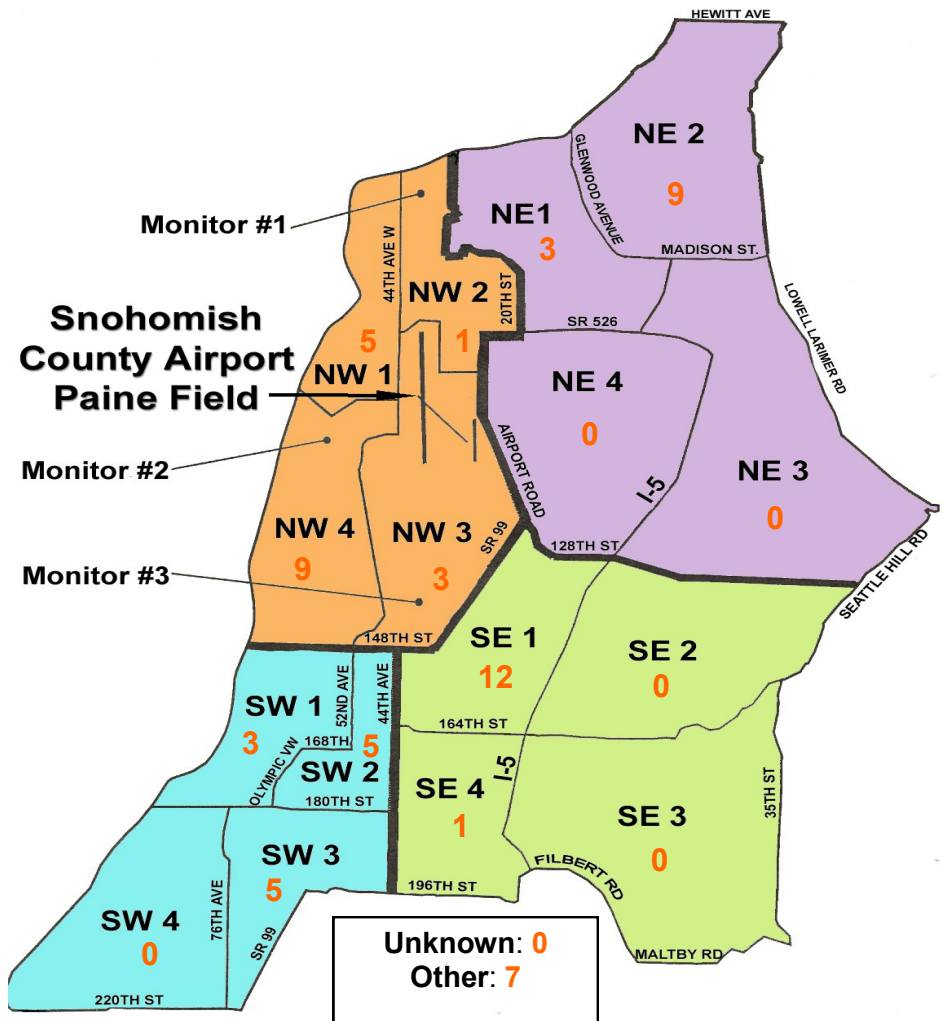 HEWITT AVE
NE 2
9
GLENWOOD AVENUE
MADISON ST.
Monitor #1
NE1
3
44TH AVE W
NW 2
1
20TH ST
LOWELL LARIMER RD
Snohomish
County Airport
Paine Field
5
NW 1
SR 526
NE 4
0
AIRPORT ROAD
I-5
NE 3
0
Monitor #2
NW 4
9
NW 3
3
SR 99
128TH ST
SEATTLE HILL RD
Monitor #3
148TH ST
SE 1
12
SE 2
0
SW 1
3
52ND AVE
44TH AVE
164TH ST
OLYMPIC VW
168TH
5
SW 2
180TH ST
I-5
SE 4
1
SE 3
0
35TH ST
SW 3
5
196TH ST
FILBERT RD
76TH AVE
SW 4
0
SR 99
MALTBY RD
220TH ST
Unknown: 0
Other: 7